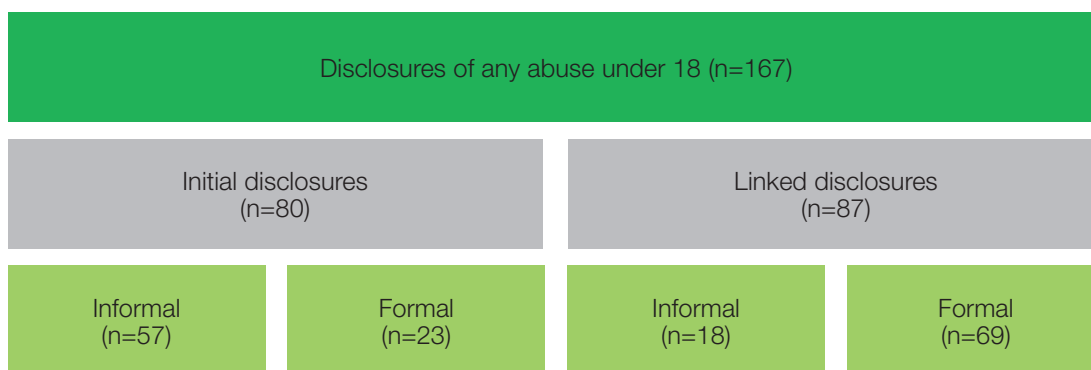 Disclosures of any abuse under 18 (n=167)
Initial disclosures
(n=80)
Linked disclosures
(n=87)
Informal
(n=57)
Formal
(n=23)
Informal
(n=18)
Formal
(n=69)